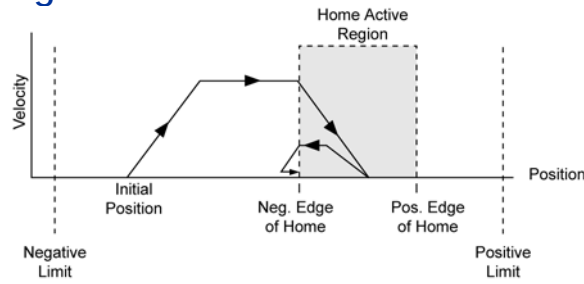 Home Active
Region
Velocity
Position
Initial
Position
Neg. Edge
of Home
Pos. Edge
of Home
Negative
Limit
Positive
Limit